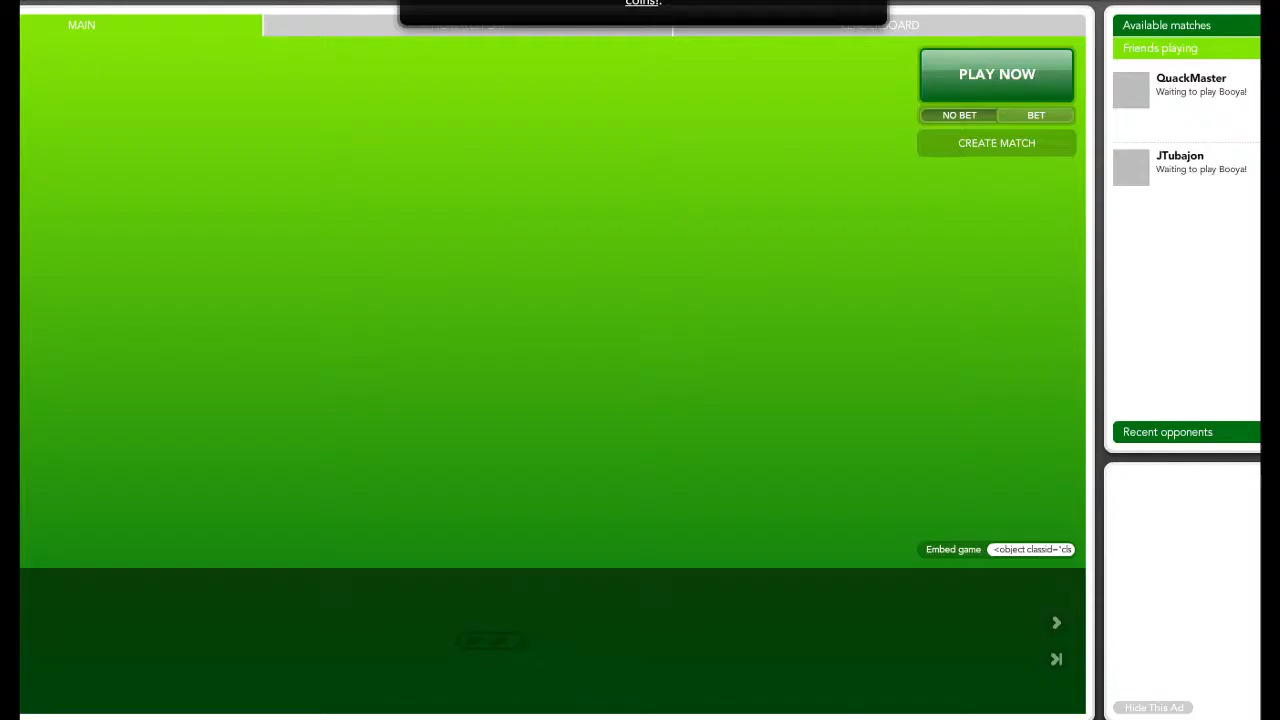 coins!.
MAIN
PLAY NOW
NO BET
BET
CREATE MATCH
Embed game
<object classid="cls
Available matches
Friends playing
QuackMaster
Waiting to play Booya!
JTubajon
Waiting to play Booya!
Recent opponents
Hide This Ad